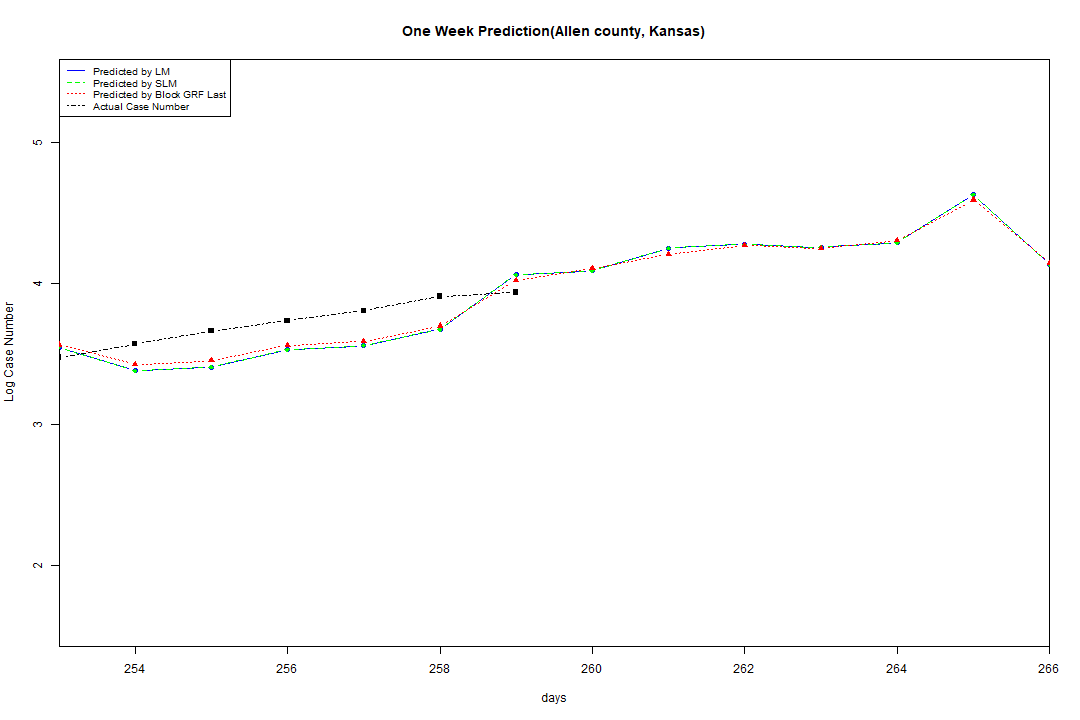 One Week Prediction(Allen county, Kansas)
Predicted by LM
Predicted by SLM
Predicted by Block GRF Last
Actual Case Number
5
4
3
2
Log Case Number
254 256 258 260 262 264 266
days